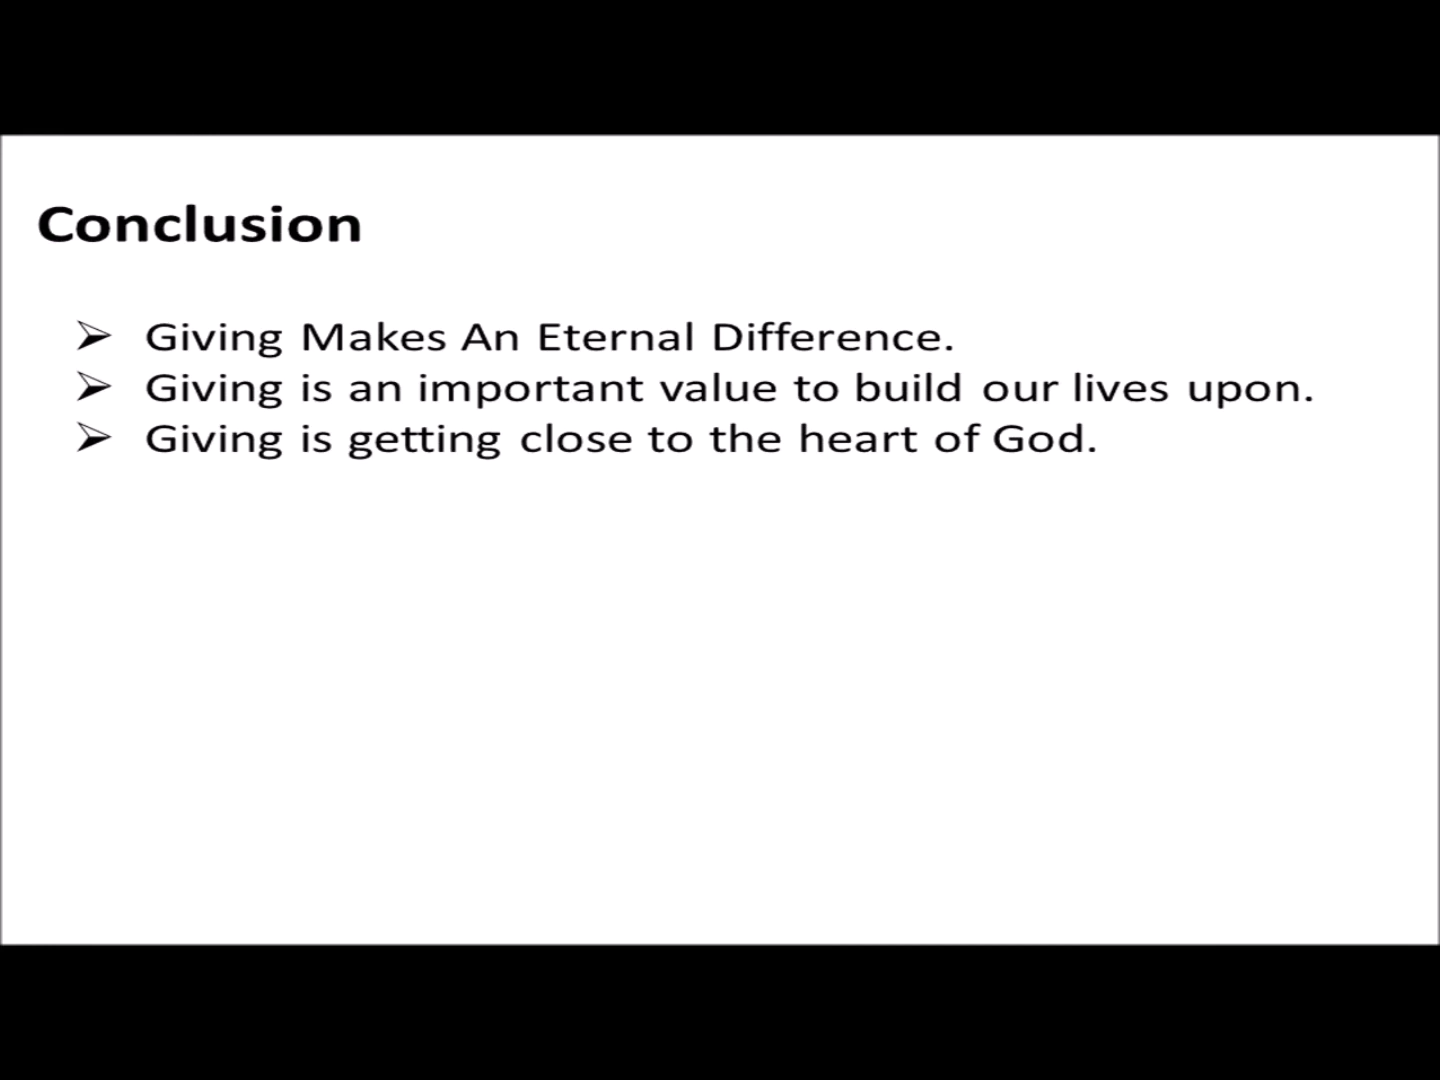 Conclusion
➢ Giving Makes An Eternal Difference.
➢ Giving is an important value to build our lives upon.
➢ Giving is getting close to the heart of God.